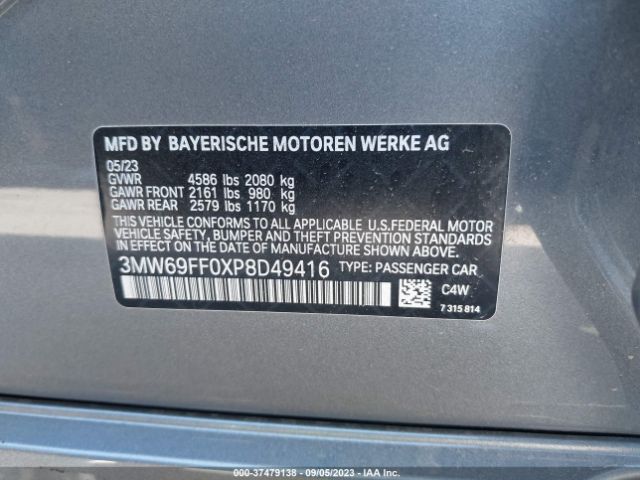 MFD BY BAYERISCHE MOTOREN WERKE AG
05/23
GVWR 4586 lbs 2080 kg
GAWR FRONT 2161 lbs 980 kg
GAWR REAR 2579 lbs 1170 kg
THIS VEHICLE CONFORMS TO ALL APPLICABLE U.S.FEDERAL MOTOR
VEHICLE SAFETY, BUMPER, AND THEFT PREVENTION STANDARDS
IN EFFECT ON THE DATE OF MANUFACTURE SHOWN ABOVE.
3MW69FF0XP8D49416 TYPE: PASSENGER CAR
C4W
7 315 814
000-37479138 - 09/05/2023 - IAA Inc.